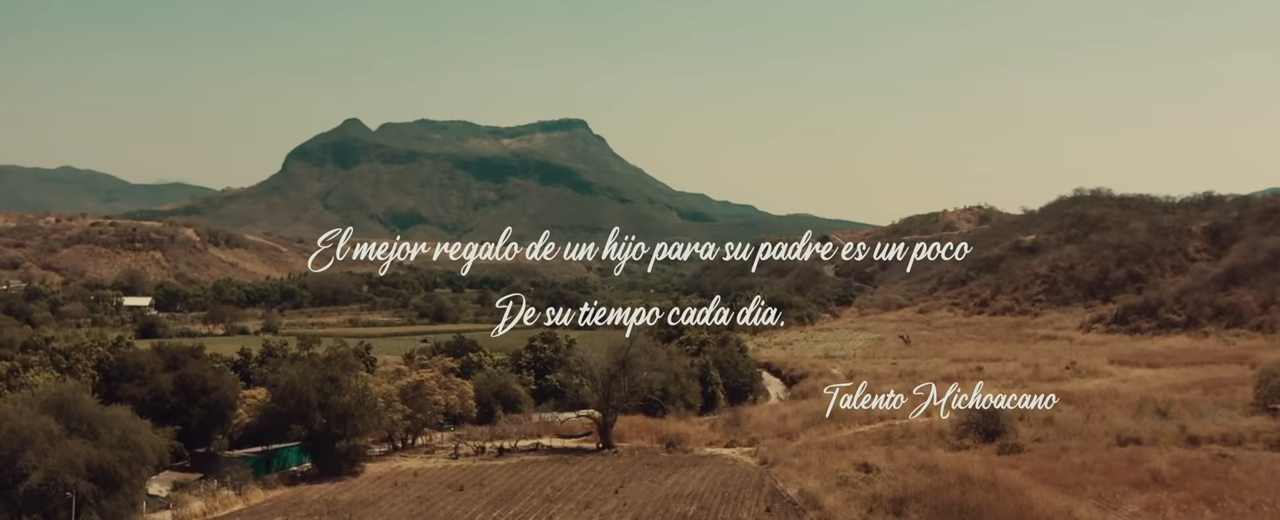 El mejor regalo de un hijo para su padre es un poco
De su tiempo cada dia.
Talento Michoacano